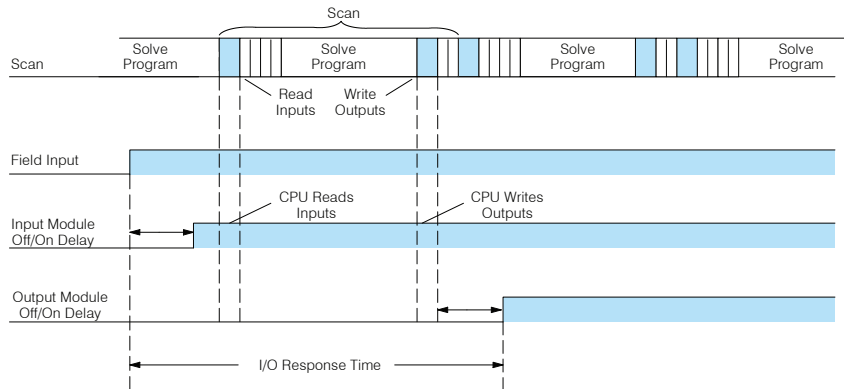 Scan
Solve
Program
Solve
Program
Solve
Program
Solve
Program
Scan
Read
Inputs
Write
Outputs
Field Input
CPU Reads
Inputs
CPU Writes
Outputs
Input Module
Off/On Delay
Output Module
Off/On Delay
I/O Response Time